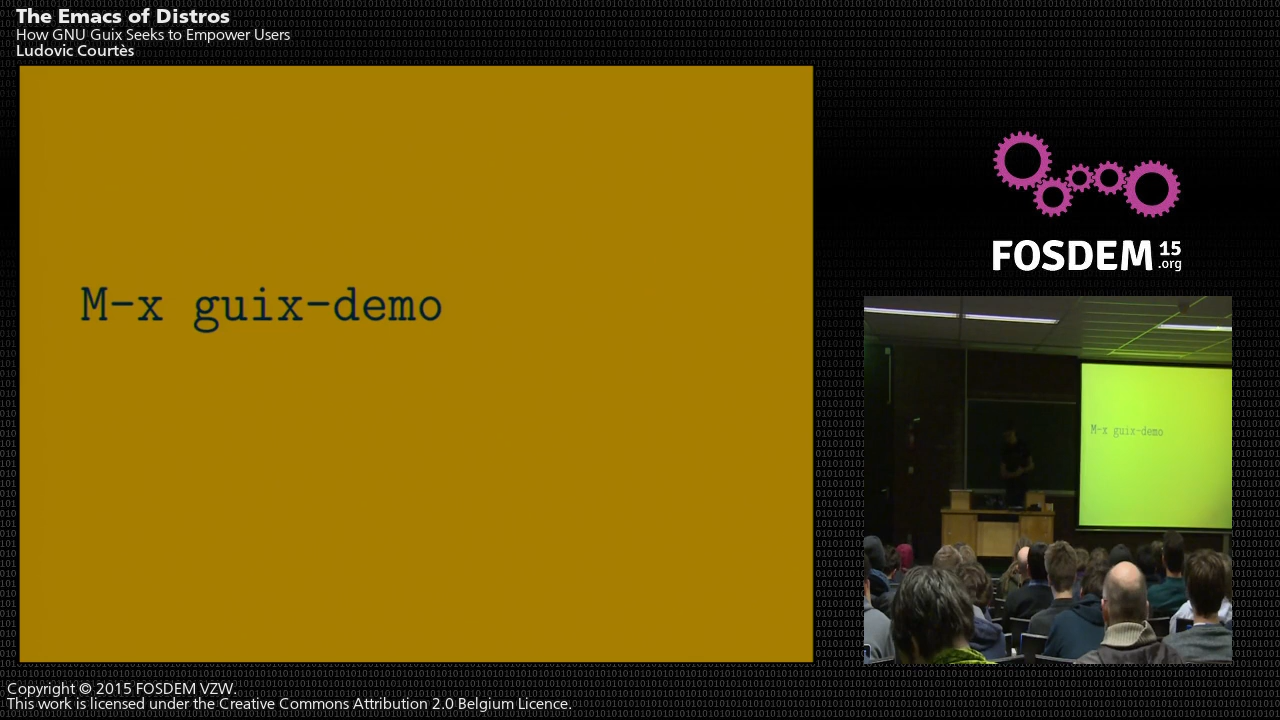 The Emacs of Distros
How GNU Guix Seeks to Empower Users
Ludovic Courtès
M-x guix-demo
FOSDEM 15
.org
M-x guix-demo
Copyright © 2015 FOSDEM VZW.
This work is licensed under the Creative Commons Attribution 2.0 Belgium Licence.